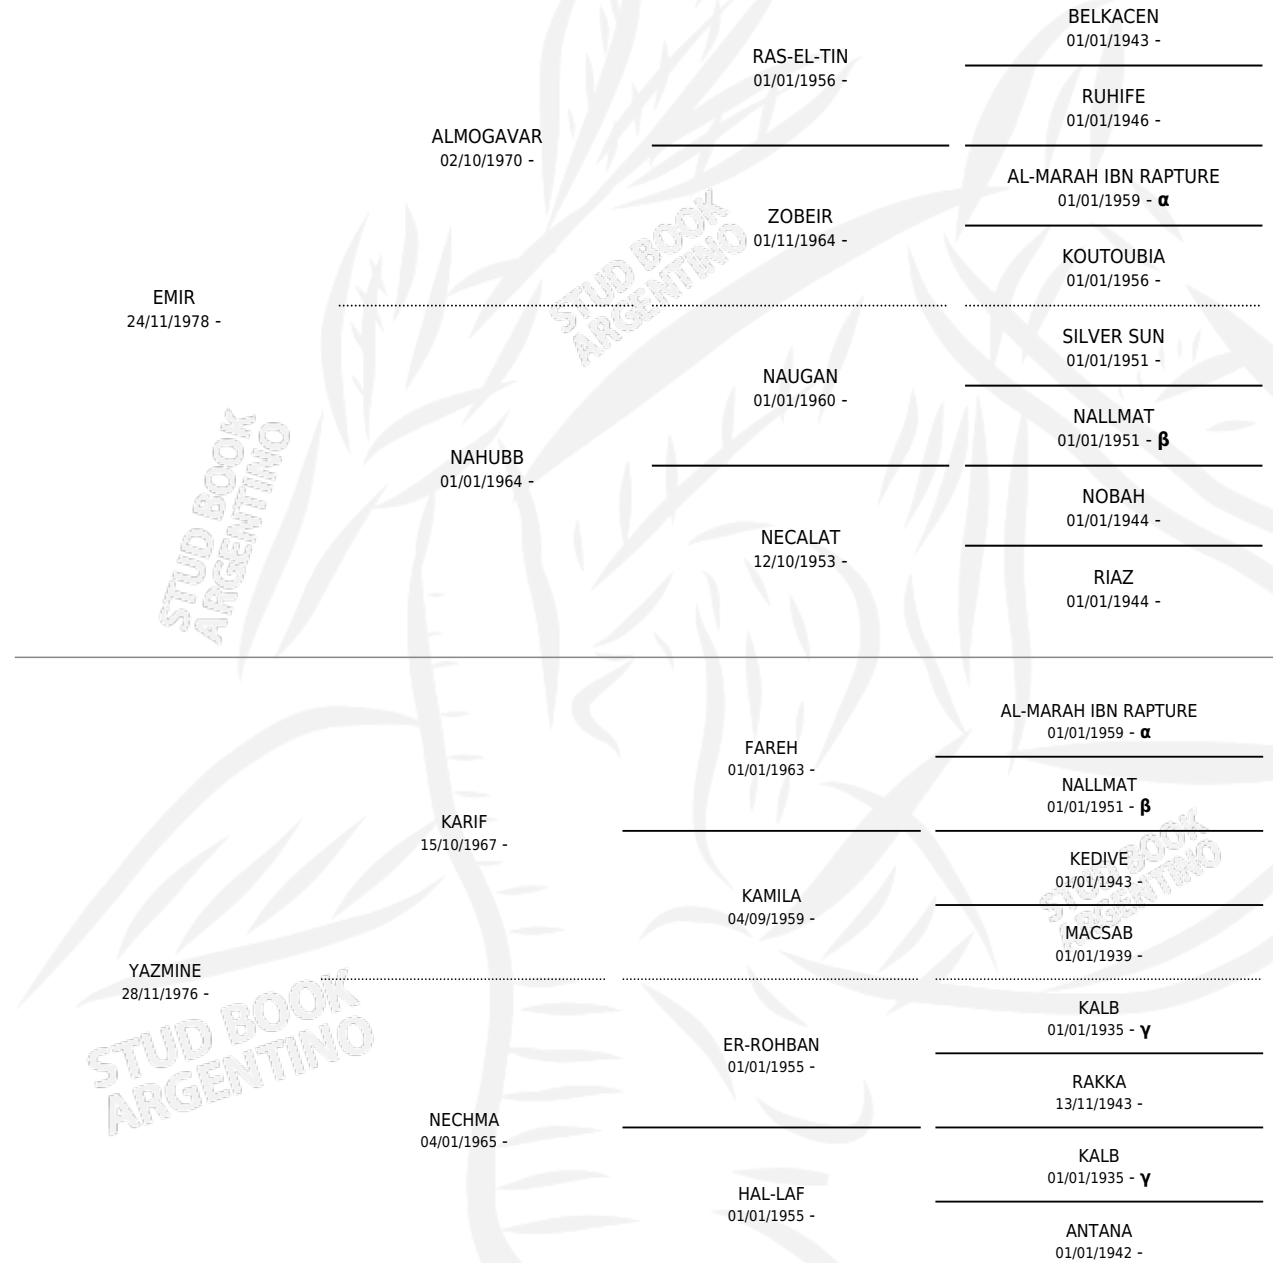 BELKACEN
01/01/1943 -
RAS-EL-TIN
01/01/1956 -
RUHIFE
01/01/1946 -
ALMOGAVAR
02/10/1970 -
AL-MARAH IBN RAPTURE
01/01/1959 - α
ZOBEIR
01/11/1964 -
KOUTOUBIA
01/01/1956 -
EMIR
24/11/1978 -
SILVER SUN
01/01/1951 -
NAUGAN
01/01/1960 -
NALLMAT
01/01/1951 - β
NAHUBB
01/01/1964 -
NOBAH
01/01/1944 -
NECALAT
12/10/1953 -
RIAZ
01/01/1944 -
AL-MARAH IBN RAPTURE
01/01/1959 - α
FAREH
01/01/1963 -
NALLMAT
01/01/1951 - β
KARIF
15/10/1967 -
KEDIVE
01/01/1943 -
KAMILA
04/09/1959 -
MACSAB
01/01/1939 -
YAZMINE
28/11/1976 -
KALB
01/01/1935 - γ
ER-ROHBAN
01/01/1955 -
RAKKA
13/11/1943 -
NECHMA
04/01/1965 -
KALB
01/01/1935 - γ
HAL-LAF
01/01/1955 -
ANTANA
01/01/1942 -
STUD BOOK
ARGENTINO
STUD BOOK
ARGENTINO
STUD BOOK
ARGENTINO
STUD BOOK
ARGENTINO